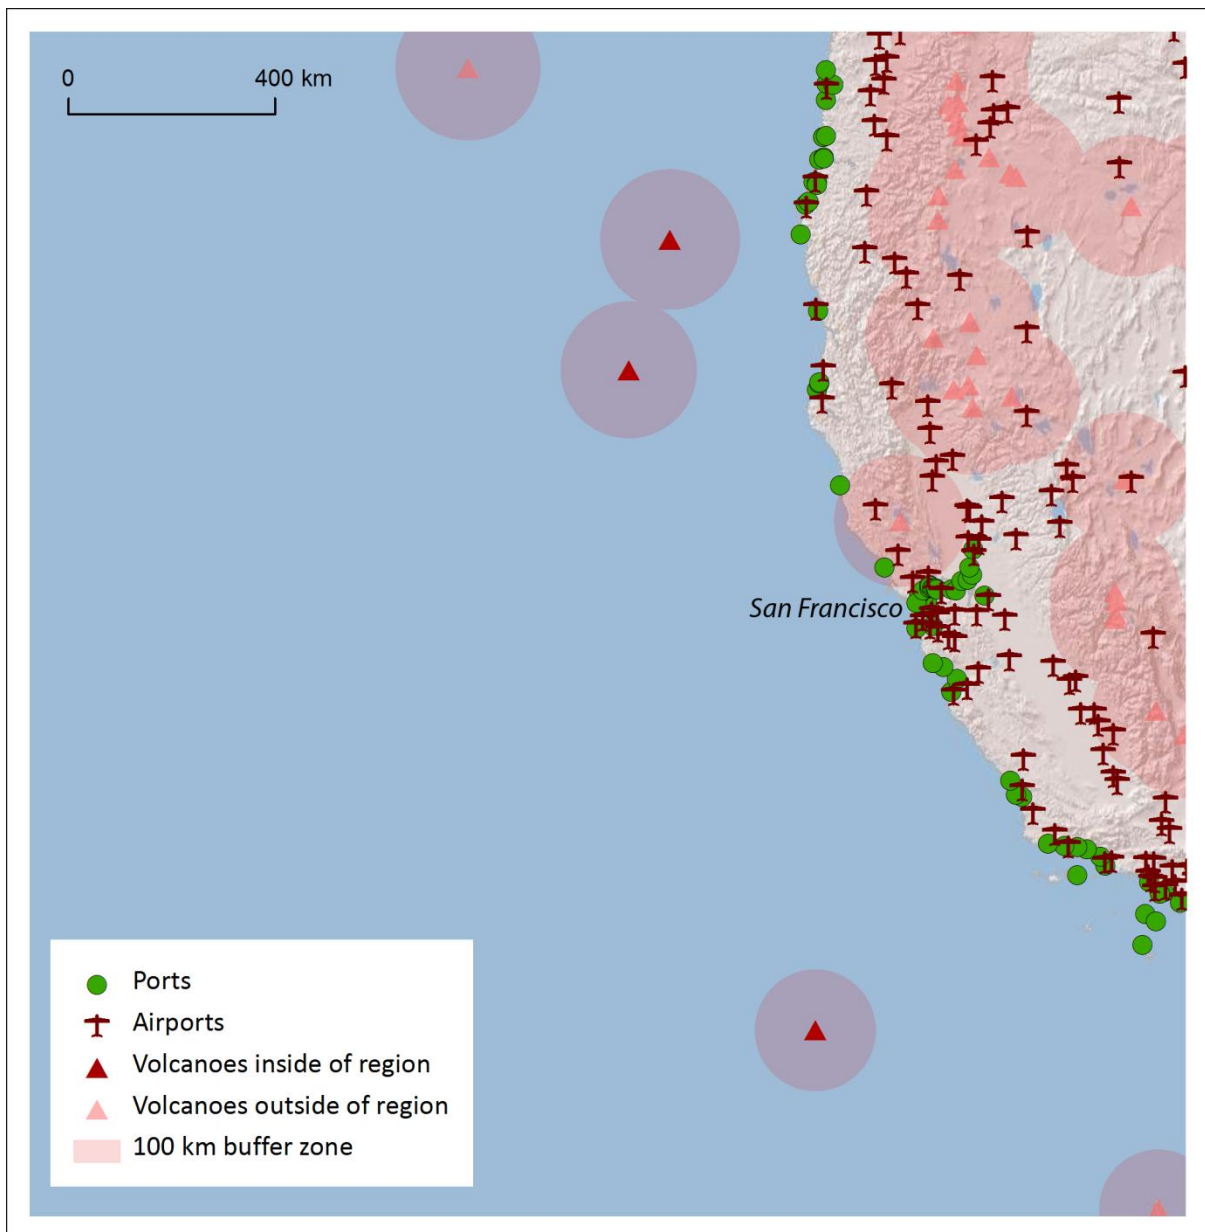 0 400 km
San Francisco
Ports
Airports
Volcanoes inside of region
Volcanoes outside of region
100 km buffer zone